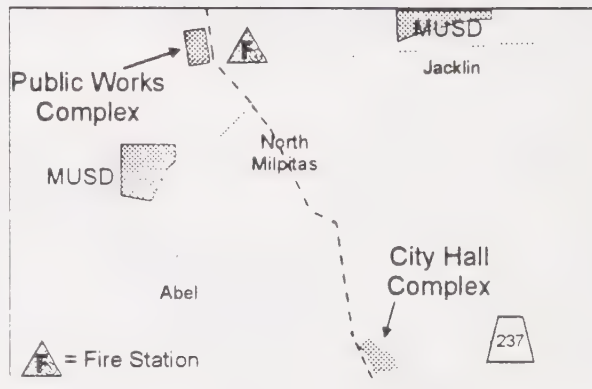 MUSD
F
Jacklin
Public Works
Complex
North
Milpitas
MUSD
City Hall
Complex
Abel
237
F = Fire Station